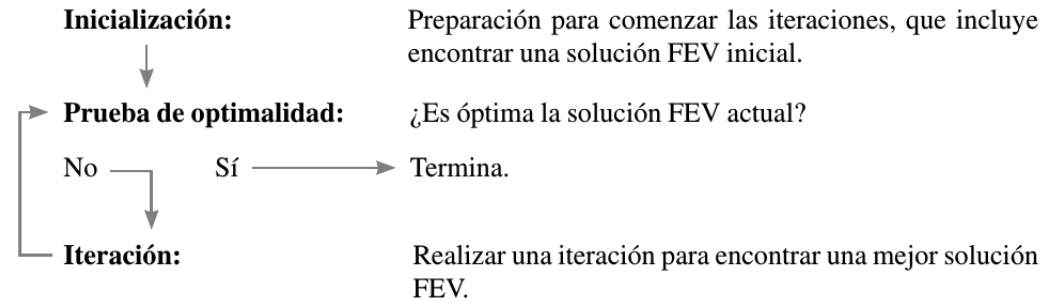 Inicialización: Preparación para comenzar las iteraciones, que incluye
encontrar una solución FEV inicial.
Prueba de optimalidad: ¿Es óptima la solución FEV actual?
No Sí Termina.
Iteración: Realizar una iteración para encontrar una mejor solución
FEV.